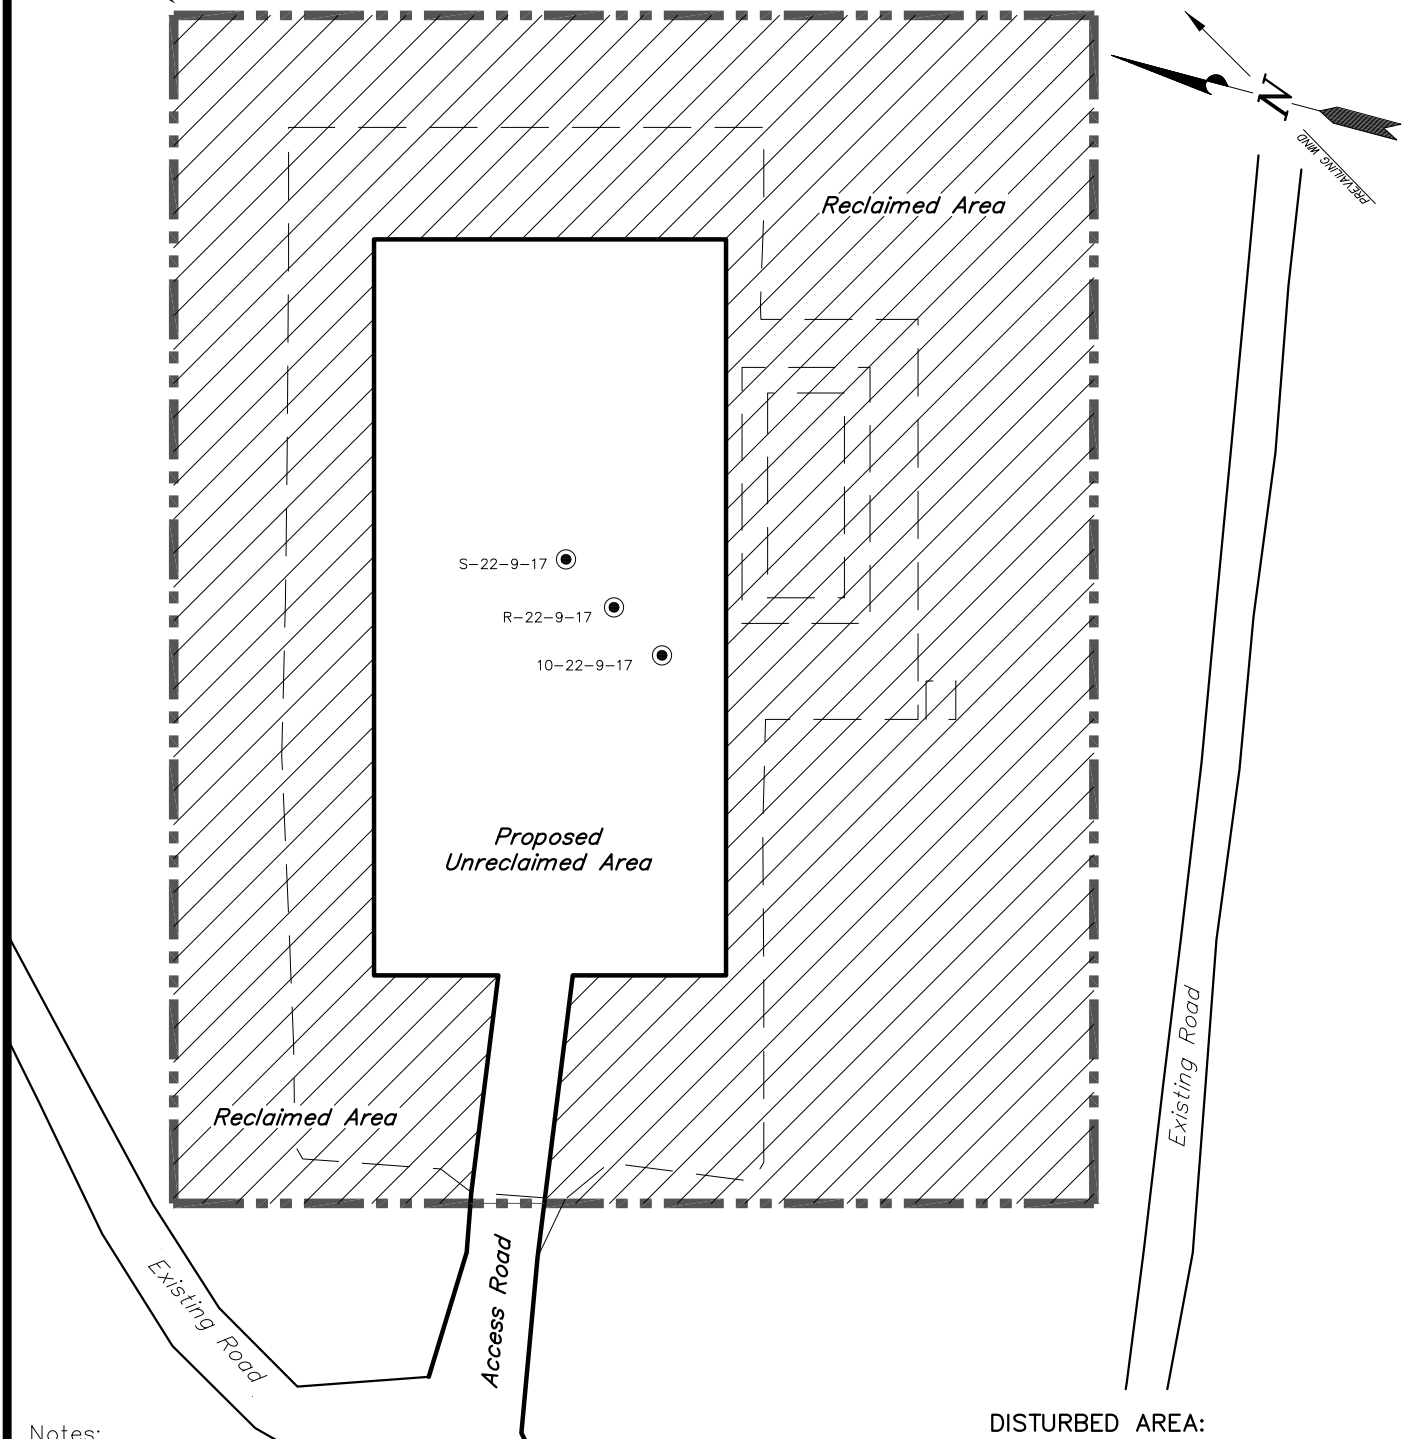 N
PREVAILING WIND
Reclaimed Area
S-22-9-17
R-22-9-17
10-22-9-17
Proposed
Unreclaimed Area
Existing Road
Reclaimed Area
Access Road
Existing Road
DISTURBED AREA:
Notes: